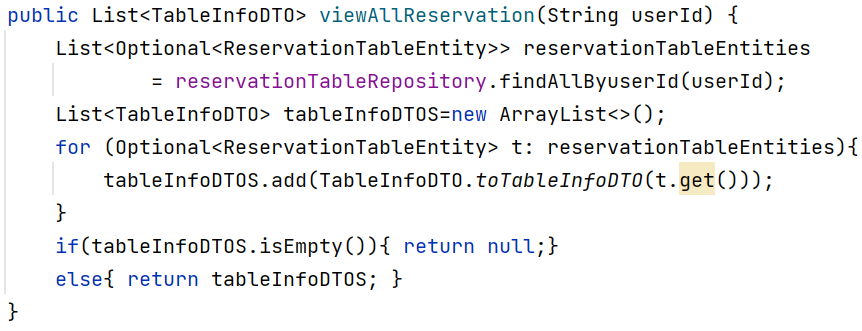 public List<TableInfoDTO> viewAllReservation(String userId) {
    List<Optional<ReservationTableEntity>> reservationTableEntities
            = reservationTableRepository.findAllByuserId(userId);
    List<TableInfoDTO> tableInfoDTOS=new ArrayList<>();
    for (Optional<ReservationTableEntity> t: reservationTableEntities){
        tableInfoDTOS.add(TableInfoDTO.toTableInfoDTO(t.get()));
    }
    if(tableInfoDTOS.isEmpty()){ return null;}
    else{ return tableInfoDTOS; }
}